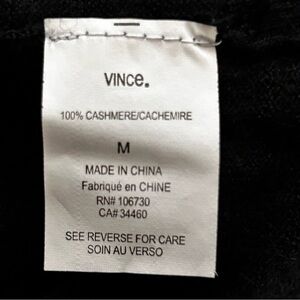 VINCE.
100% CASHMERE/CACHEMIRE
M
MADE IN CHINA
Fabriqué en CHINE
RN# 106730
CA# 34460
SEE REVERSE FOR CARE
SOIN AU VERSO